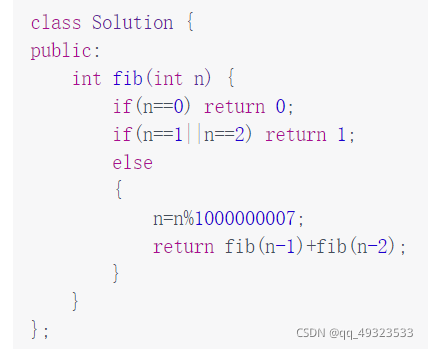 class Solution {
public:
    int fib(int n) {
        if(n==0) return 0;
        if(n==1||n==2) return 1;
        else
        {
            n=n%1000000007;
            return fib(n-1)+fib(n-2);
        }
    }
};
CSDN @qq_49323533